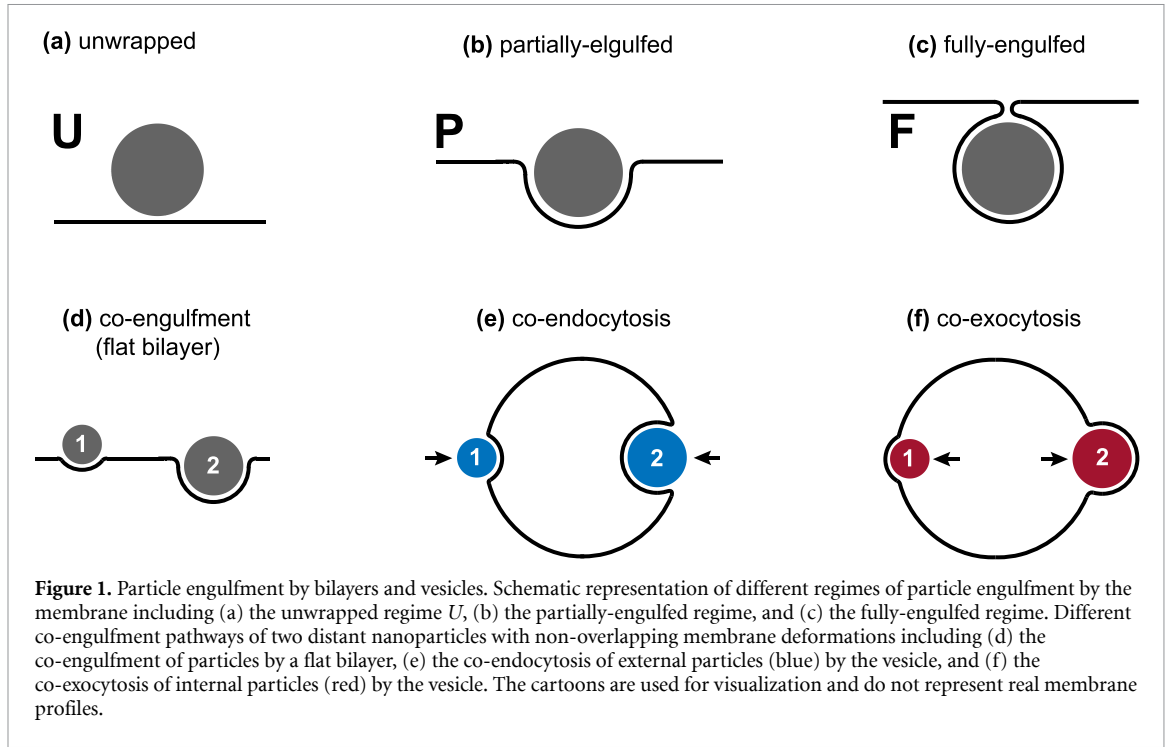 (a) unwrapped
(b) partially-elgulfed
(c) fully-engulfed
U
P
F
(d) co-engulfment
(flat bilayer)
(e) co-endocytosis
(f) co-exocytosis
1
2
1
2
1
2
Figure 1. Particle engulfment by bilayers and vesicles. Schematic representation of different regimes of particle engulfment by the
membrane including (a) the unwrapped regime U, (b) the partially-engulfed regime, and (c) the fully-engulfed regime. Different
co-engulfment pathways of two distant nanoparticles with non-overlapping membrane deformations including (d) the
co-engulfment of particles by a flat bilayer, (e) the co-endocytosis of external particles (blue) by the vesicle, and (f) the
co-exocytosis of internal particles (red) by the vesicle. The cartoons are used for visualization and do not represent real membrane
profiles.